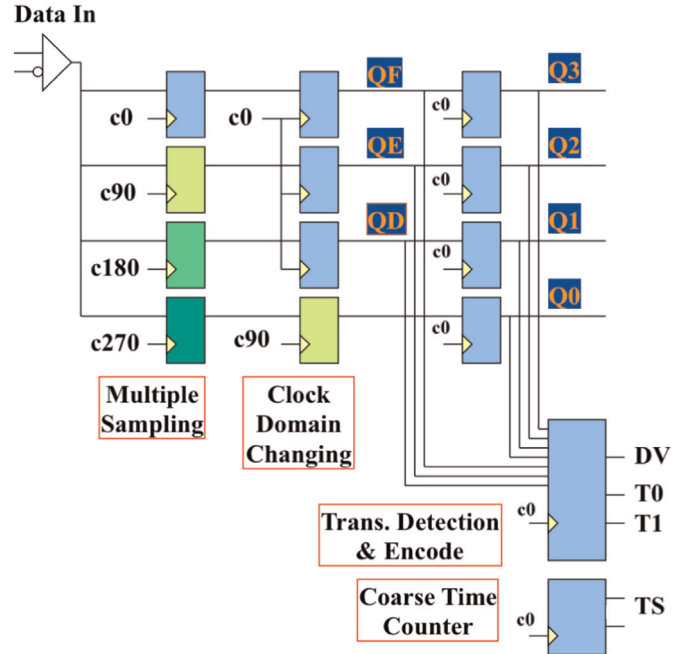 Data In
QF
Q3
c0
c0
c0
QE
Q2
c90
c0
QD
Q1
c180
c0
Q0
c270
c90
c0
Multiple
Sampling
Clock
Domain
Changing
DV
T0
c0
T1
Trans. Detection
& Encode
Coarse Time
Counter
TS
c0